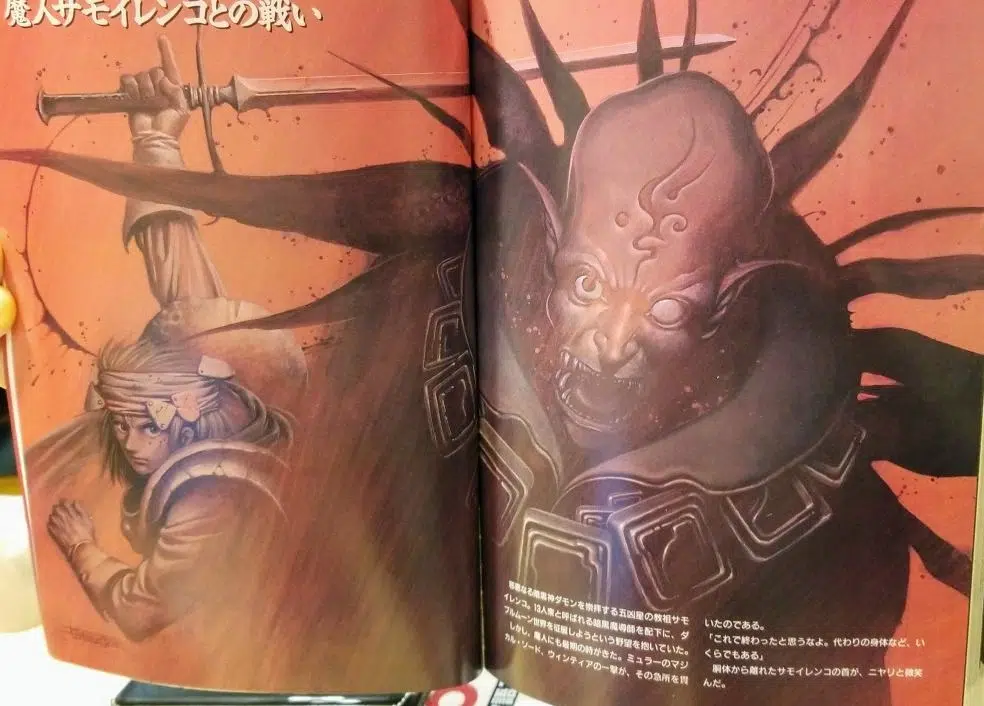 魔人サモイレンコとの戦い
邪悪なる暗黒神ダモンを崇拝する五凶星の教祖サモ
イレンコ。13人衆と呼ばれる暗黒魔導師を配下に、ダ
ブルムーン世界を征服しようという野望を抱いていた。
しかし、魔人にも最期の時がきた。ミュラーのマジ
カル・ソード、ウィンティアの一撃が、その急所を貫
いたのである。
「これで終わったと思うなよ。代わりの身体など、い
くらでもある」
胴体から離れたサモイレンコの首が、ニヤリと微笑
んだ。